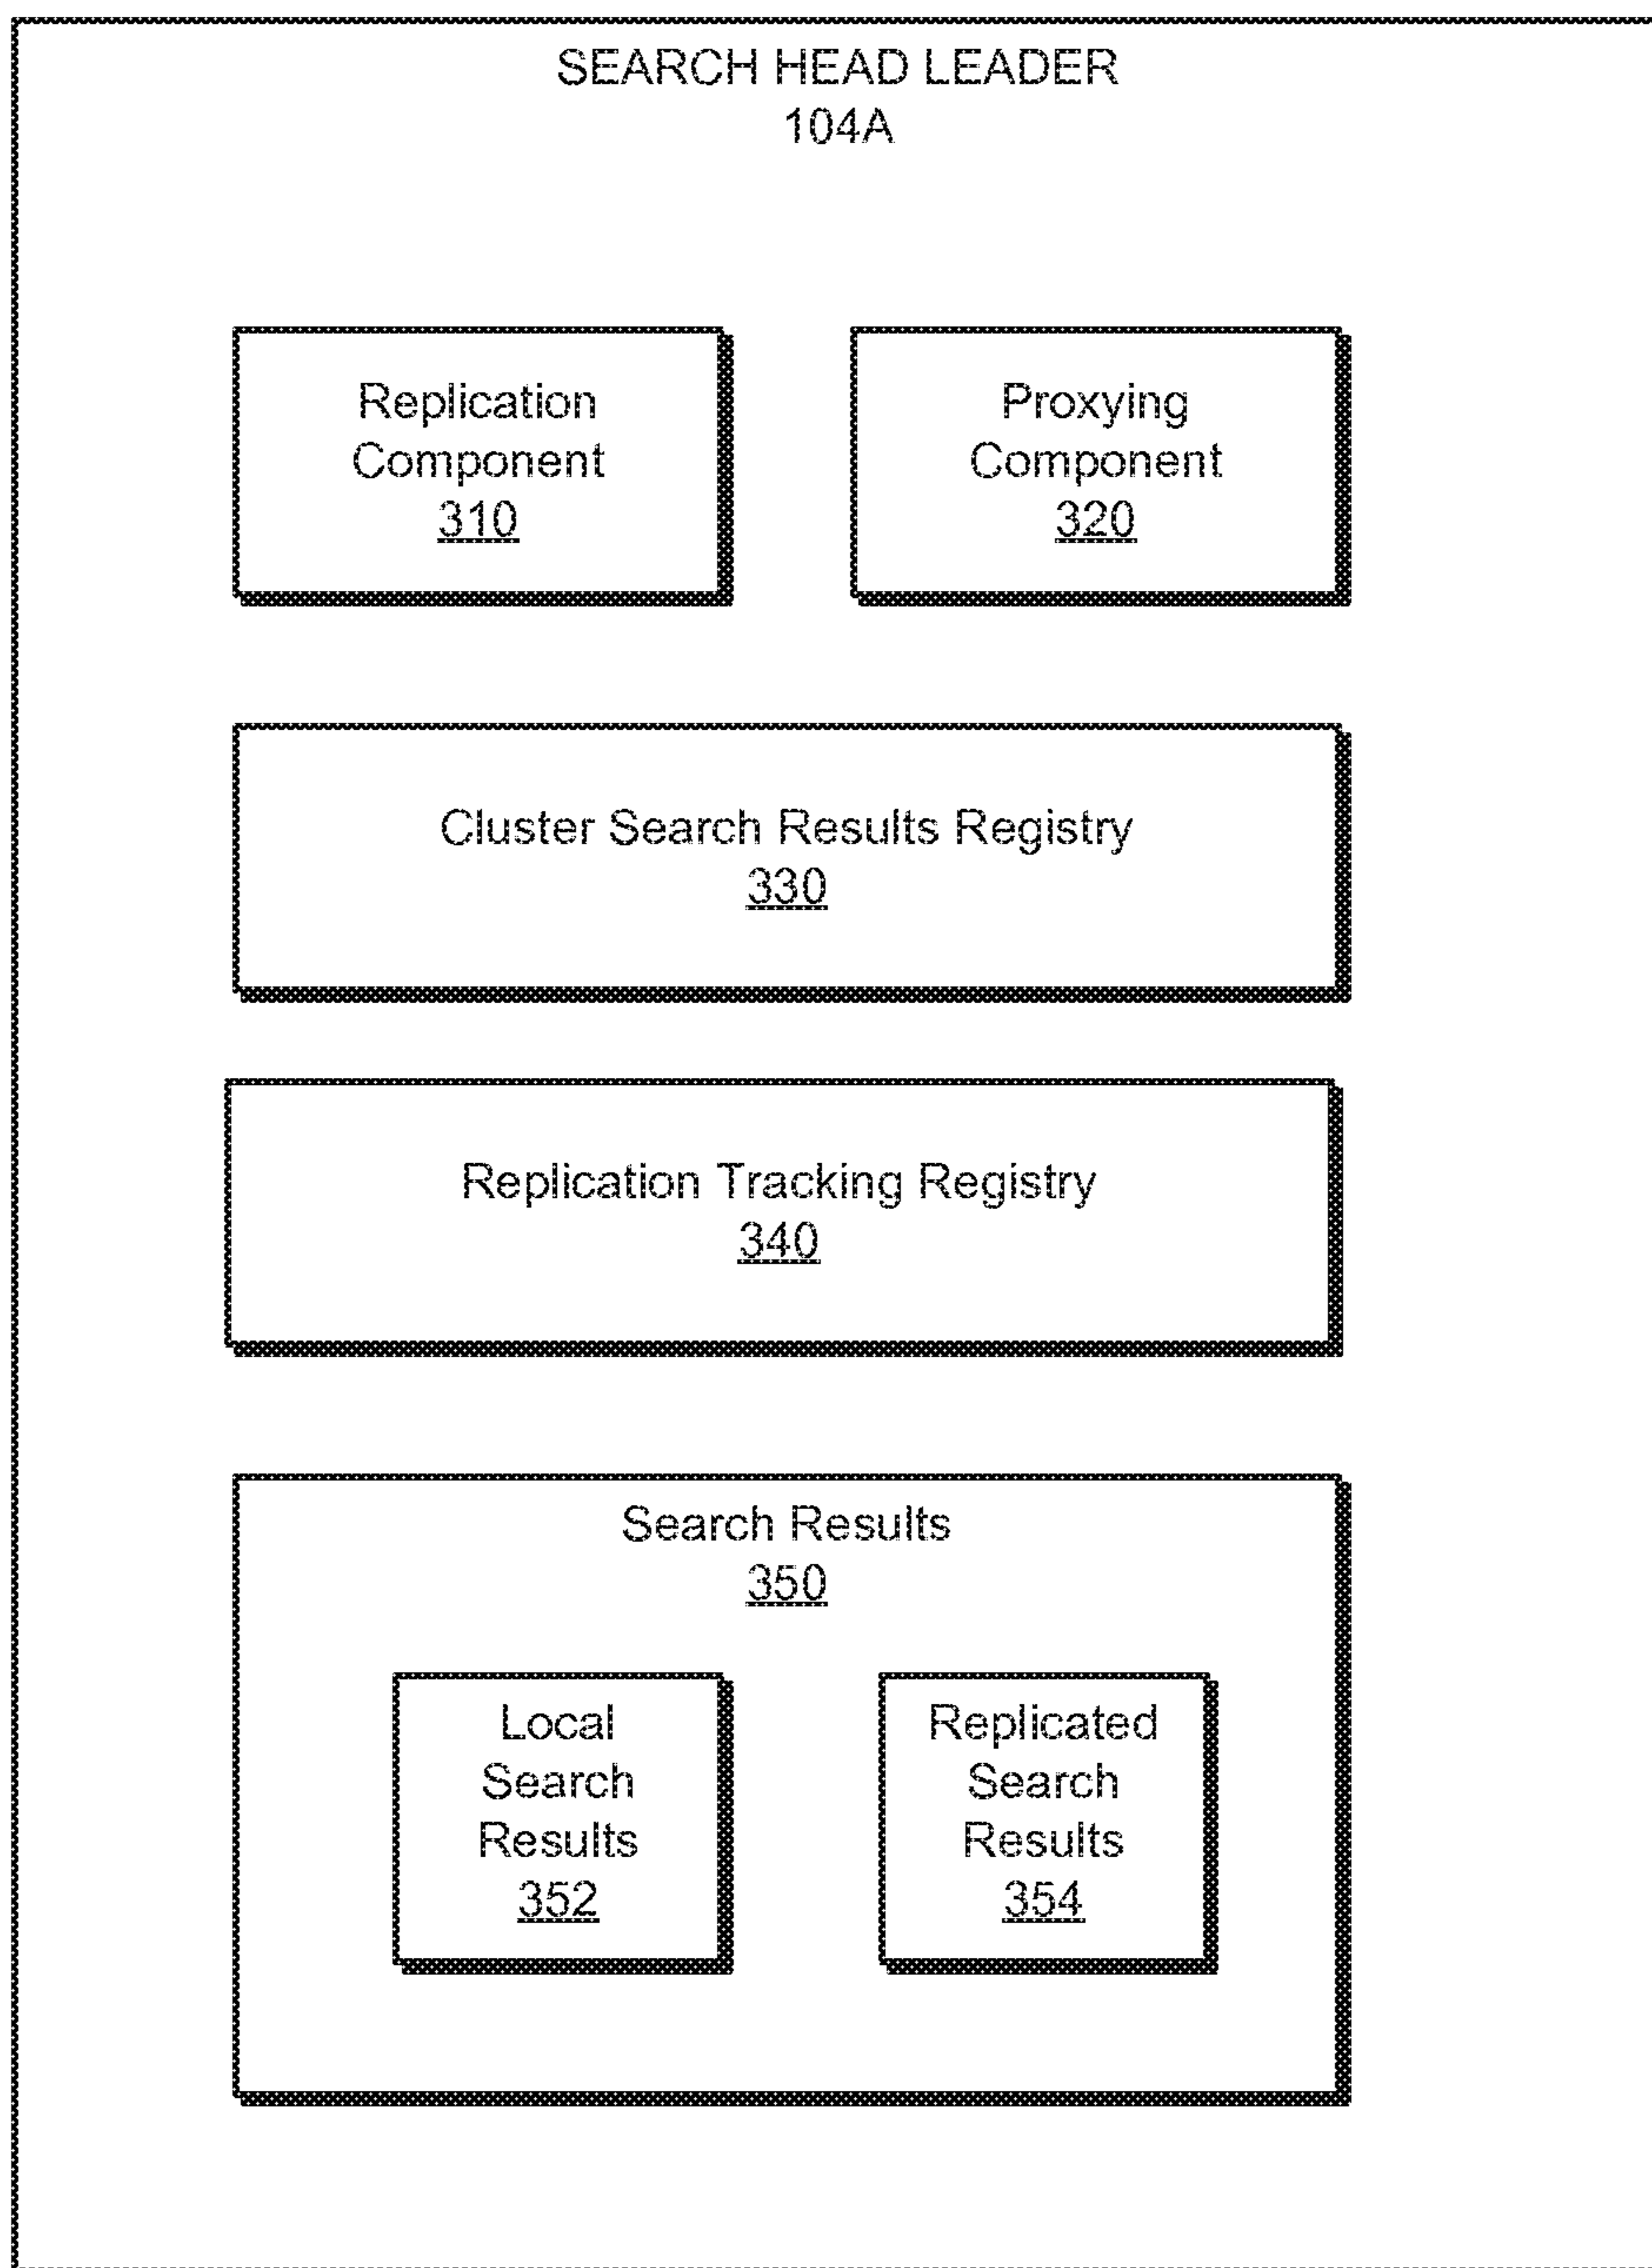 SEARCH HEAD LEADER
104A
Replication
Component
310
Proxying
Component
320
Cluster Search Results Registry
330
Replication Tracking Registry
340
Search Results
350
Local
Search
Results
352
Replicated
Search
Results
354